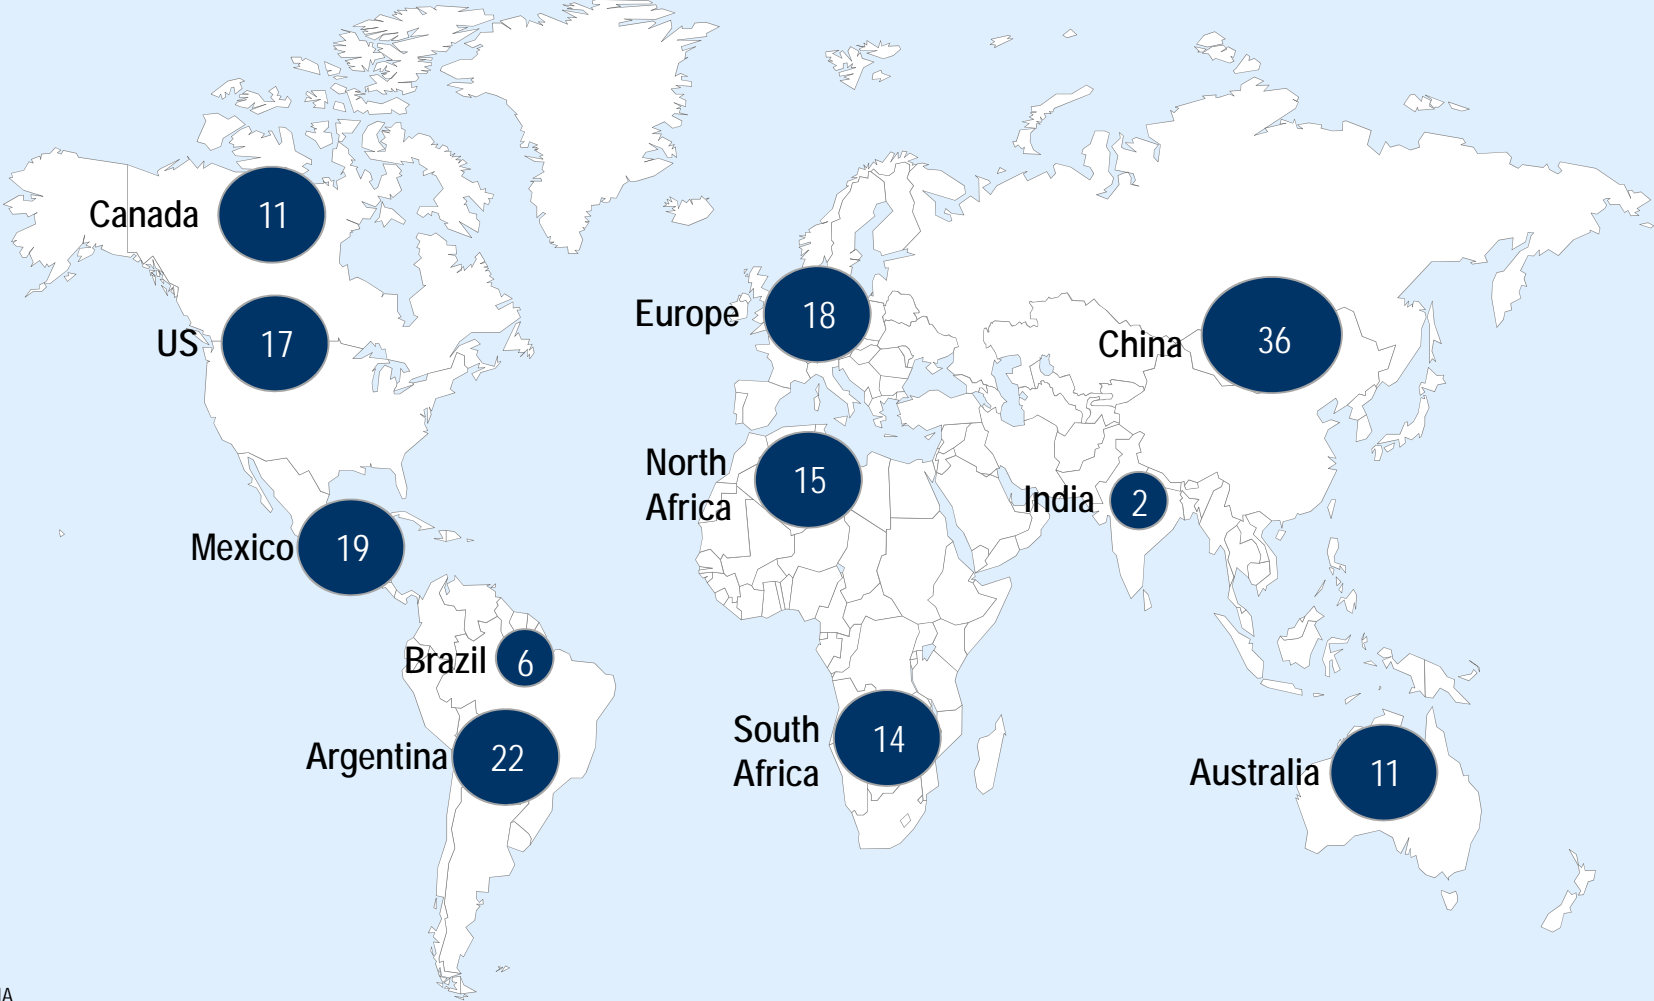 Canada 11
US 17
Mexico 19
Brazil 6
Argentina 22
Europe 18
North
Africa
15
South
Africa
14
China 36
India 2
Australia 11
IA